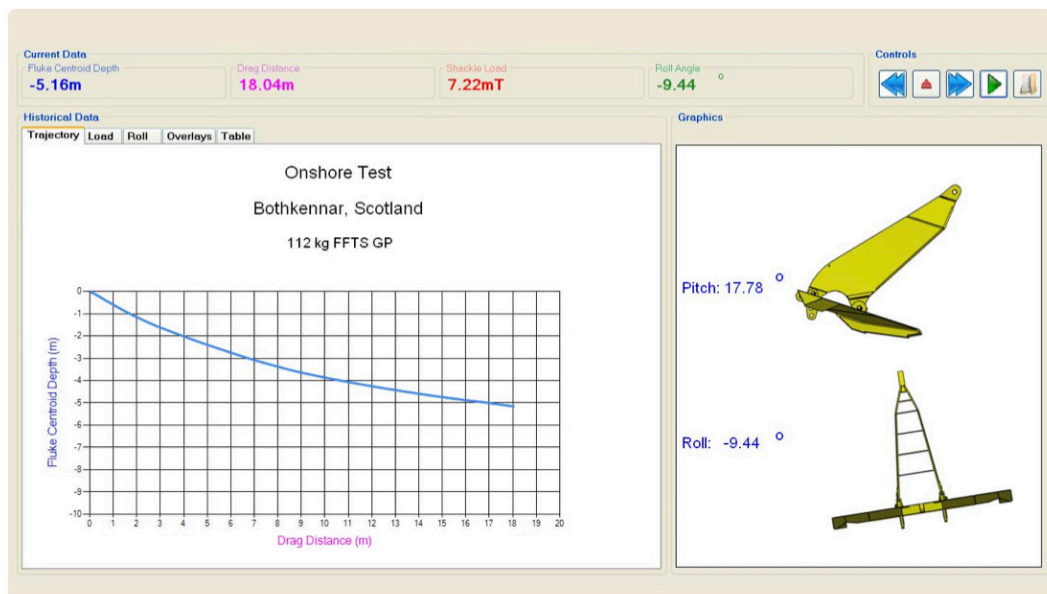 Current Data
Fluke Centroid Depth
-5.16m
Drag Distance
18.04m
Shackle Load
7.22mT
Roll Angle
-9.44 °
Controls
Historical Data
Trajectory Load Roll Overlays Table
Onshore Test
Bothkennar, Scotland
112 kg FFTS GP
Fluke Centroid Depth (m)
0
-1
-2
-3
-4
-5
-6
-7
-8
-9
-10
0 1 2 3 4 5 6 7 8 9 10 11 12 13 14 15 16 17 18 19 20
Drag Distance (m)
Graphics
Pitch: 17.78 °
Roll: -9.44 °